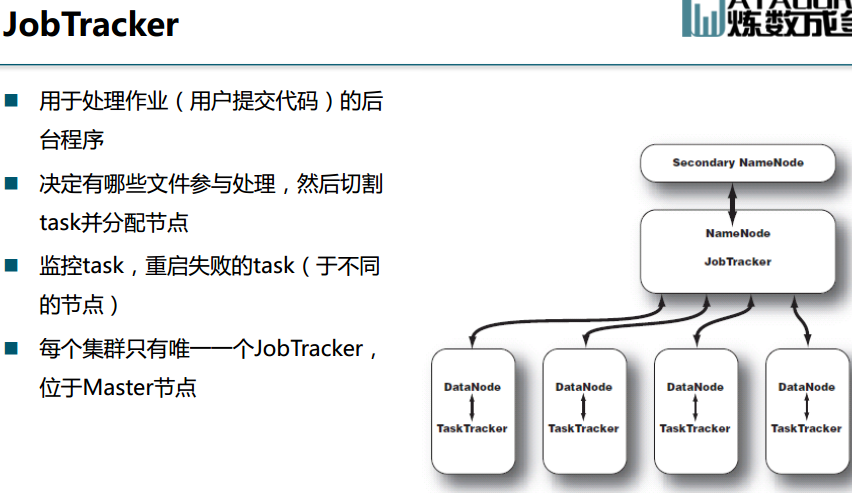 JobTracker
炼数成金
用于处理作业（用户提交代码）的后
台程序
决定有哪些文件参与处理，然后切割
task并分配节点
监控task，重启失败的task（于不同
的节点）
每个集群只有唯一一个JobTracker，
位于Master节点
Secondary NameNode
NameNode
JobTracker
DataNode
TaskTracker
DataNode
TaskTracker
DataNode
TaskTracker
DataNode
TaskTracker